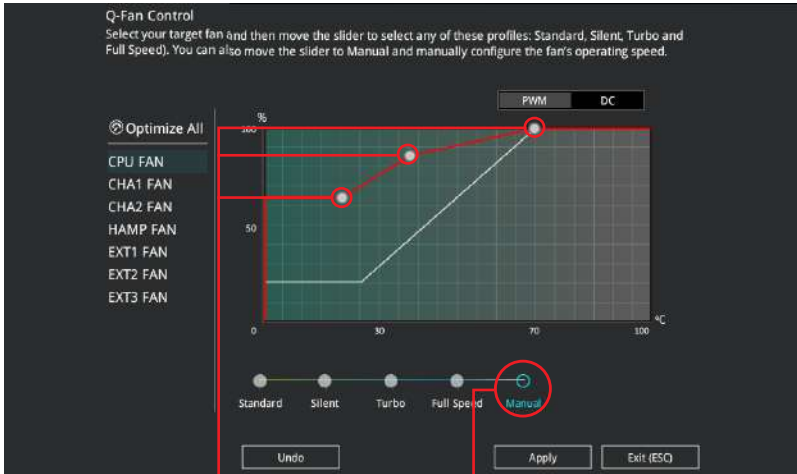 Q-Fan Control
Select your target fan and then move the slider to select any of these profiles: Standard, Silent, Turbo and
Full Speed). You can also move the slider to Manual and manually configure the fan's operating speed.
PWM DC
%
Optimize All
100
CPU FAN
CHA1 FAN
CHA2 FAN
HAMP FAN
50
EXT1 FAN
EXT2 FAN
EXT3 FAN
°C
0 30 70 100
Standard Silent Turbo Full Speed Manual
Undo Apply Exit (ESC)